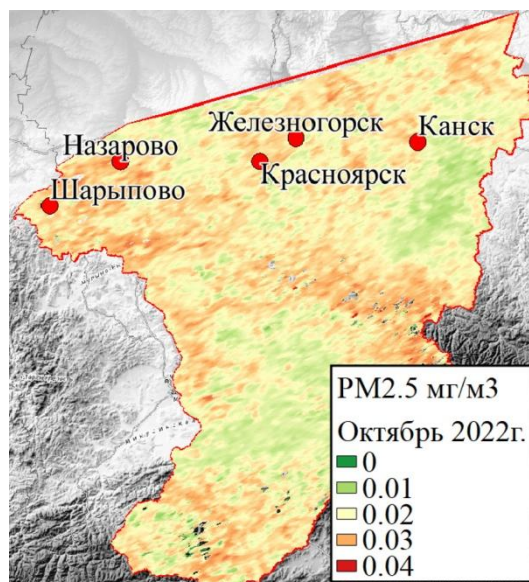 Железногорск
Канск
Назарово
Красноярск
Шарыпово
PM2.5 мг/м3
Октябрь 2022г.
0
0.01
0.02
0.03
0.04